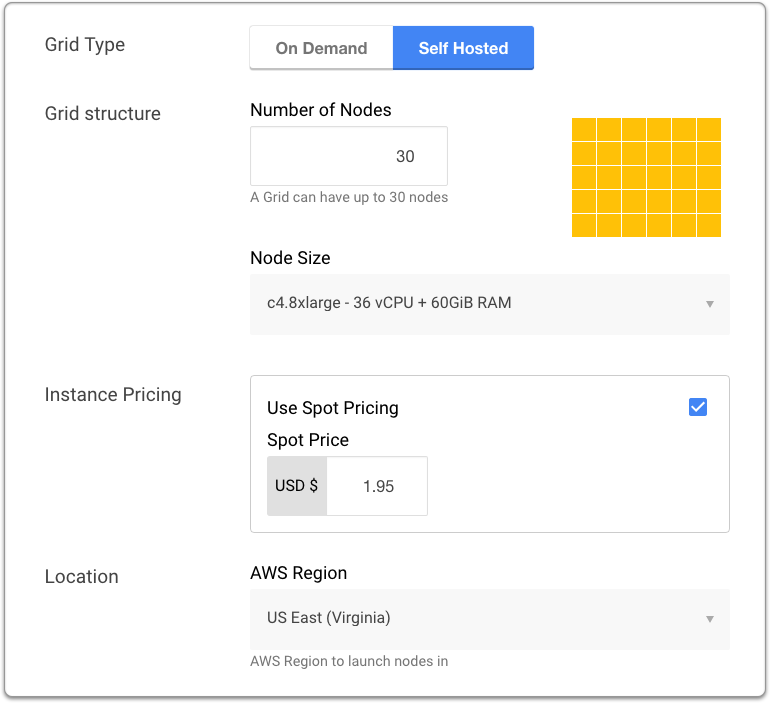 Grid Type
On Demand
Self Hosted
Grid structure
Number of Nodes
30
A Grid can have up to 30 nodes
Node Size
c4.8xlarge - 36 vCPU + 60GiB RAM
Instance Pricing
Use Spot Pricing
Spot Price
USD $
1.95
Location
AWS Region
US East (Virginia)
AWS Region to launch nodes in